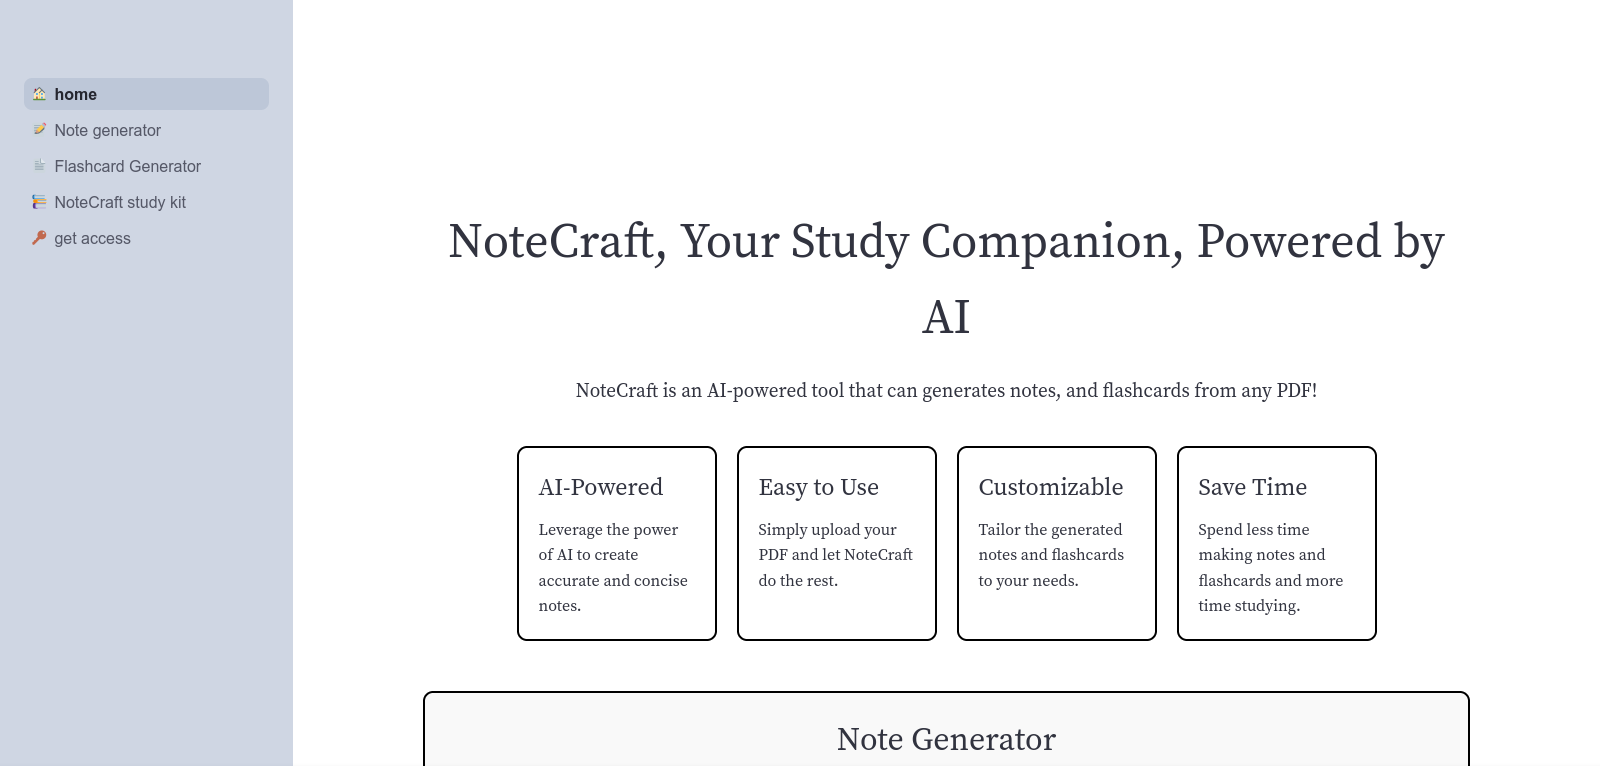 home
Note generator
Flashcard Generator
NoteCraft study kit
get access
NoteCraft, Your Study Companion, Powered by
AI
NoteCraft is an AI-powered tool that can generates notes, and flashcards from any PDF!
AI-Powered
Leverage the power
of AI to create
accurate and concise
notes.
Easy to Use
Simply upload your
PDF and let NoteCraft
do the rest.
Customizable
Tailor the generated
notes and flashcards
to your needs.
Save Time
Spend less time
making notes and
flashcards and more
time studying.
Note Generator